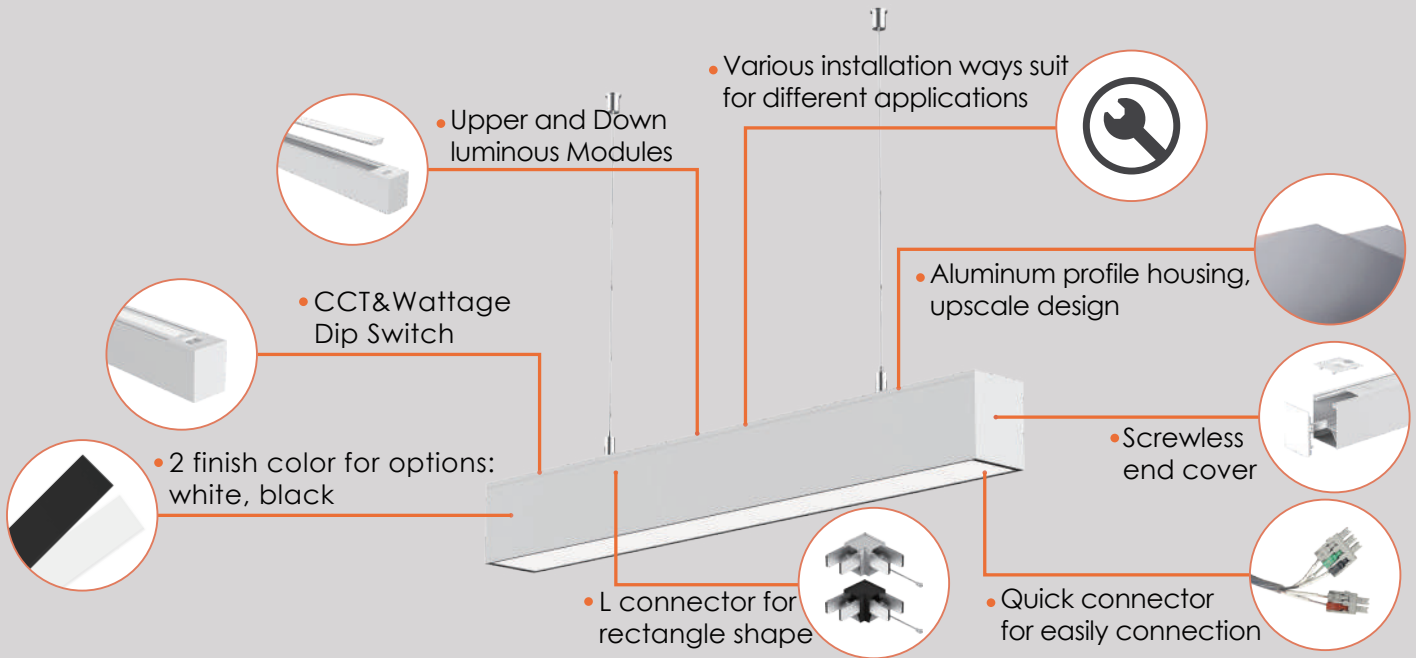 Various installation ways suit
for different applications
Upper and Down
luminous Modules
Aluminum profile housing,
upscale design
CCT&Wattage
Dip Switch
Screwless
end cover
2 finish color for options:
white, black
L connector for
rectangle shape
Quick connector
for easily connection